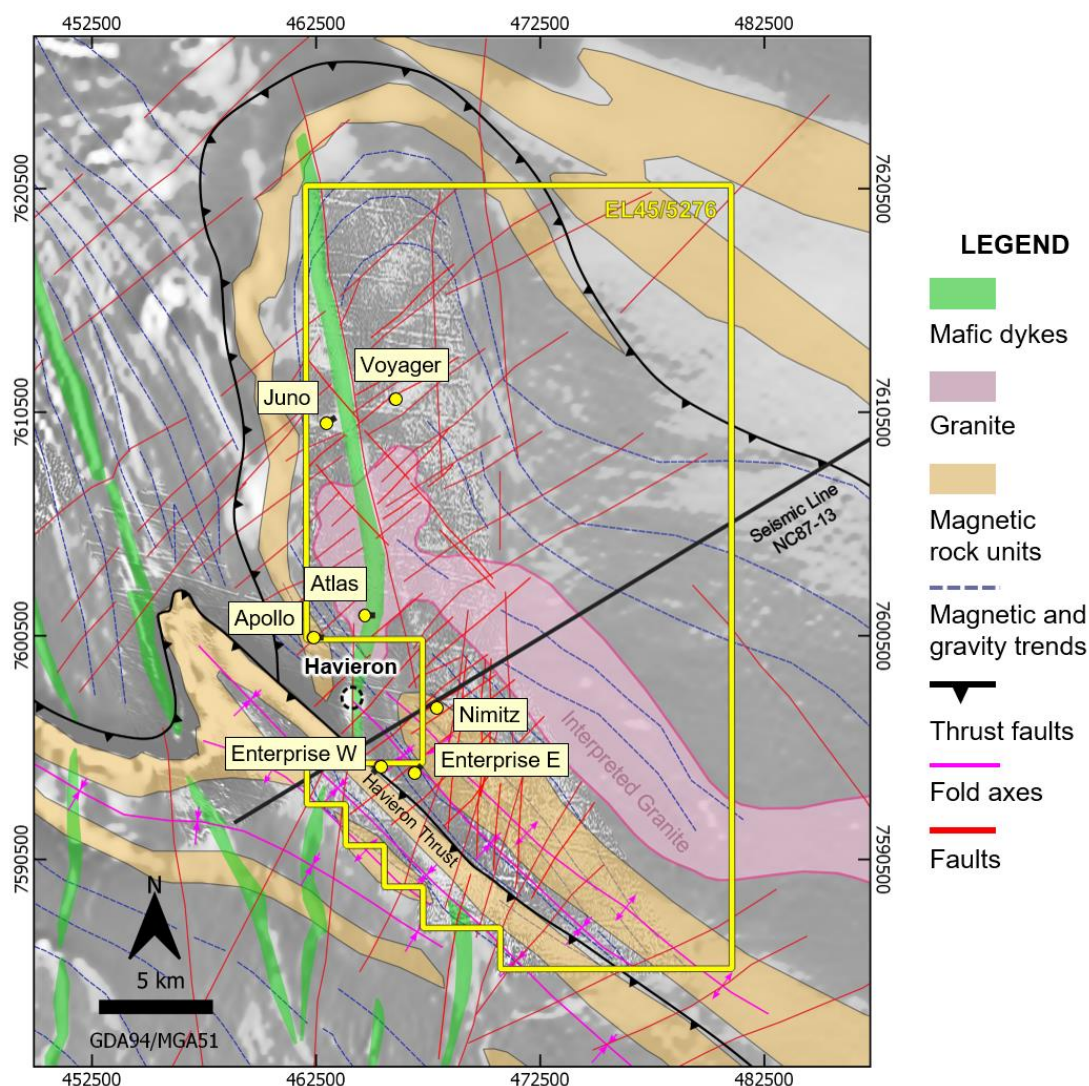 452500
462500
472500
482500
7620500
7620500
EL45/5276
Voyager
Juno
7610500
7610500
Seismic Line
NC87-13
Atlas
Apollo
7600500
7600500
Havieron
Nimitz
Enterprise W
Enterprise E
Interpreted Granite
Havieron Thrust
7590500
7590500
N
5 km
GDA94/MGA51
452500
462500
472500
482500
LEGEND
Mafic dykes
Granite
Magnetic
rock units
Magnetic and
gravity trends
Thrust faults
Fold axes
Faults